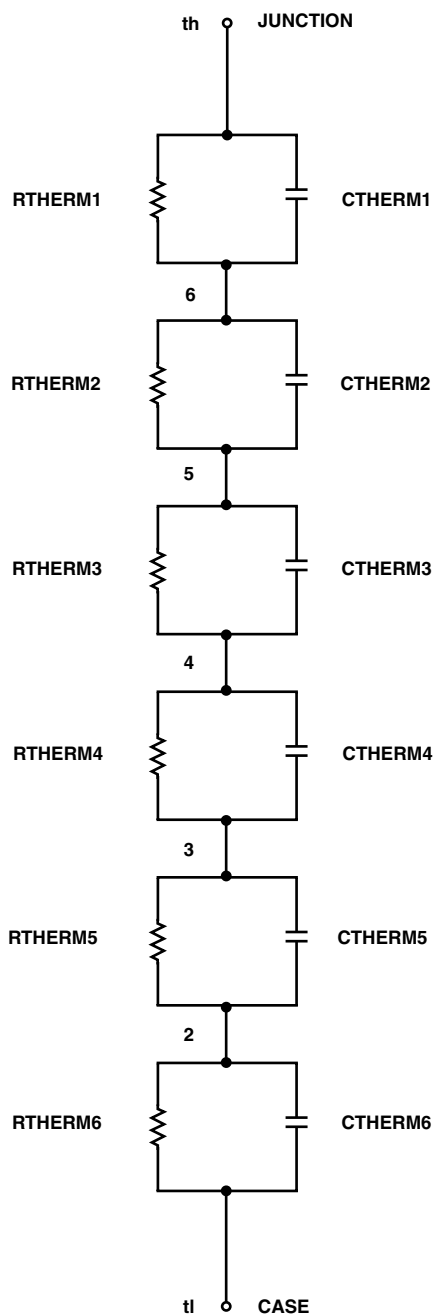 th JUNCTION
RTHERM1 CTHERM1
6
RTHERM2 CTHERM2
5
RTHERM3 CTHERM3
4
RTHERM4 CTHERM4
3
RTHERM5 CTHERM5
2
RTHERM6 CTHERM6
tl CASE